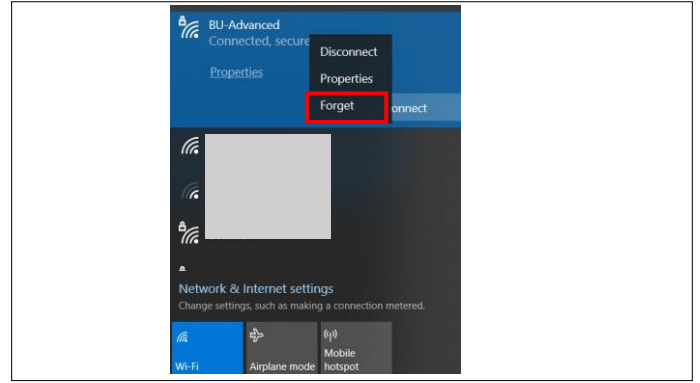 BU-Advanced
Connected, secure
Disconnect
Properties
Properties
Forget
onnect
Network & Internet settings
Change settings, such as making a connection metered.
Wi-Fi
Airplane mode
Mobile
hotspot